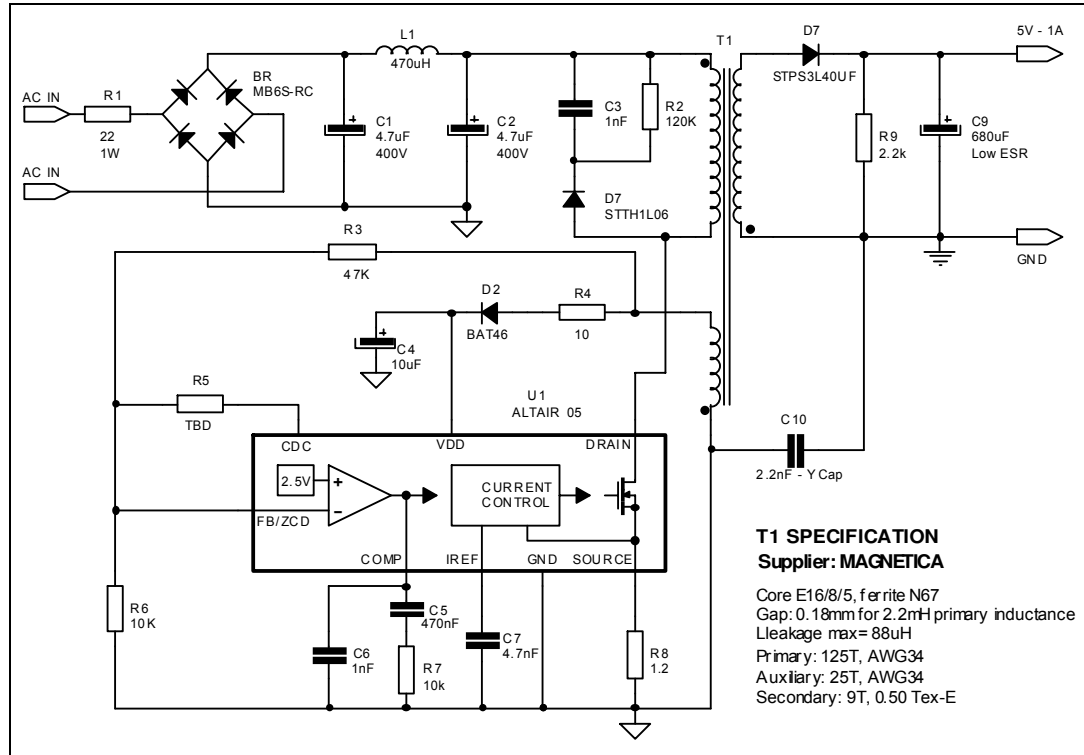 AC IN
R1
22
1W
AC IN
BR
MB6S-RC
C1
4.7uF
400V
L1
470uH
C2
4.7uF
400V
C3
1nF
R2
120K
D7
STTH1L06
T1
D7
STPS3L40UF
R9
2.2k
C9
680uF
Low ESR
5V - 1A
GND
R3
47K
D2
BAT46
R4
10
C4
10uF
R5
TBD
U1
ALTAIR 05
CDC
VDD
DRAIN
2.5V
CURRENT
CONTROL
FB/ZCD
COMP
IREF
GND
SOURCE
C10
2.2nF - Y Cap
R6
10K
C6
1nF
C5
470nF
R7
10k
C7
4.7nF
R8
1.2
T1 SPECIFICATION
Supplier: MAGNETICA
Core E16/8/5, ferrite N67
Gap: 0.18mm for 2.2mH primary inductance
Lleakage max= 88uH
Primary: 125T, AWG34
Auxiliary: 25T, AWG34
Secondary: 9T, 0.50 Tex-E